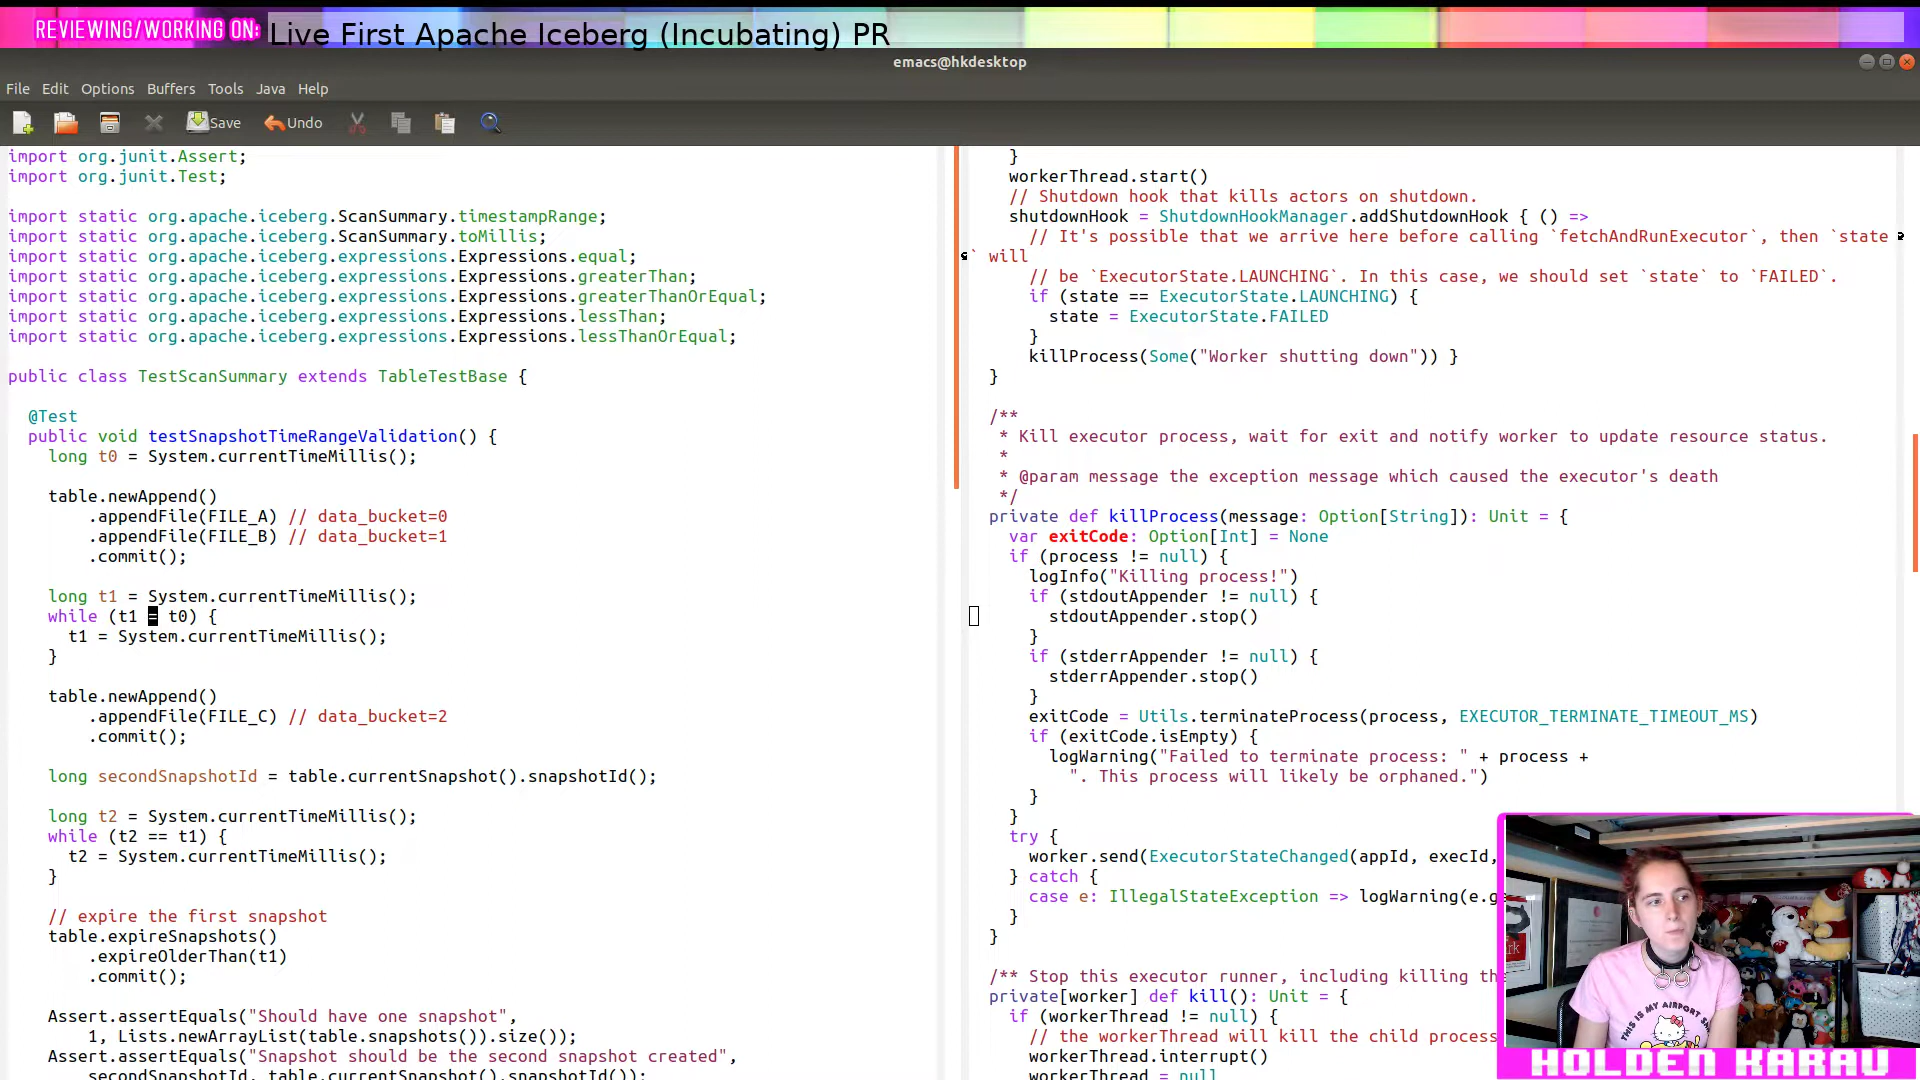 REVIEWING/WORKING ON: Live First Apache Iceberg (Incubating) PR
emacs@hkdesktop
File Edit Options Buffers Tools Java Help
Save Undo
import org.junit.Assert;
import org.junit.Test;
import static org.apache.iceberg.ScanSummary.timestampRange;
import static org.apache.iceberg.ScanSummary.toMillis;
import static org.apache.iceberg.expressions.Expressions.equal;
import static org.apache.iceberg.expressions.Expressions.greaterThan;
import static org.apache.iceberg.expressions.Expressions.greaterThanOrEqual;
import static org.apache.iceberg.expressions.Expressions.lessThan;
import static org.apache.iceberg.expressions.Expressions.lessThanOrEqual;
public class TestScanSummary extends TableTestBase {
@Test
public void testSnapshotTimeRangeValidation() {
long t0 = System.currentTimeMillis();
table.newAppend()
.appendFile(FILE_A) // data_bucket=0
.appendFile(FILE_B) // data_bucket=1
.commit();
long t1 = System.currentTimeMillis();
while (t1 = t0) {
t1 = System.currentTimeMillis();
}
table.newAppend()
.appendFile(FILE_C) // data_bucket=2
.commit();
long secondSnapshotId = table.currentSnapshot().snapshotId();
long t2 = System.currentTimeMillis();
while (t2 == t1) {
t2 = System.currentTimeMillis();
}
// expire the first snapshot
table.expireSnapshots()
.expireOlderThan(t1)
.commit();
Assert.assertEquals("Should have one snapshot",
1, Lists.newArrayList(table.snapshots()).size());
Assert.assertEquals("Snapshot should be the second snapshot created",
secondSnapshotId, table.currentSnapshot().snapshotId());
}
workerThread.start()
// Shutdown hook that kills actors on shutdown.
shutdownHook = ShutdownHookManager.addShutdownHook { () =>
// It's possible that we arrive here before calling `fetchAndRunExecutor`, then `state
` will
// be `ExecutorState.LAUNCHING`. In this case, we should set `state` to `FAILED`.
if (state == ExecutorState.LAUNCHING) {
state = ExecutorState.FAILED
}
killProcess(Some("Worker shutting down")) }
}
/**
* Kill executor process, wait for exit and notify worker to update resource status.
*
* @param message the exception message which caused the executor's death
*/
private def killProcess(message: Option[String]): Unit = {
var exitCode: Option[Int] = None
if (process != null) {
logInfo("Killing process!")
if (stdoutAppender != null) {
stdoutAppender.stop()
}
if (stderrAppender != null) {
stderrAppender.stop()
}
exitCode = Utils.terminateProcess(process, EXECUTOR_TERMINATE_TIMEOUT_MS)
if (exitCode.isEmpty) {
logWarning("Failed to terminate process: " + process +
". This process will likely be orphaned.")
}
}
try {
worker.send(ExecutorStateChanged(appId, execId,
} catch {
case e: IllegalStateException => logWarning(e.g
}
}
/** Stop this executor runner, including killing th
private[worker] def kill(): Unit = {
if (workerThread != null) {
// the workerThread will kill the child process
workerThread.interrupt()
workerThread = null
THIS IS MY AIRPORT
HOLDEN KARAU